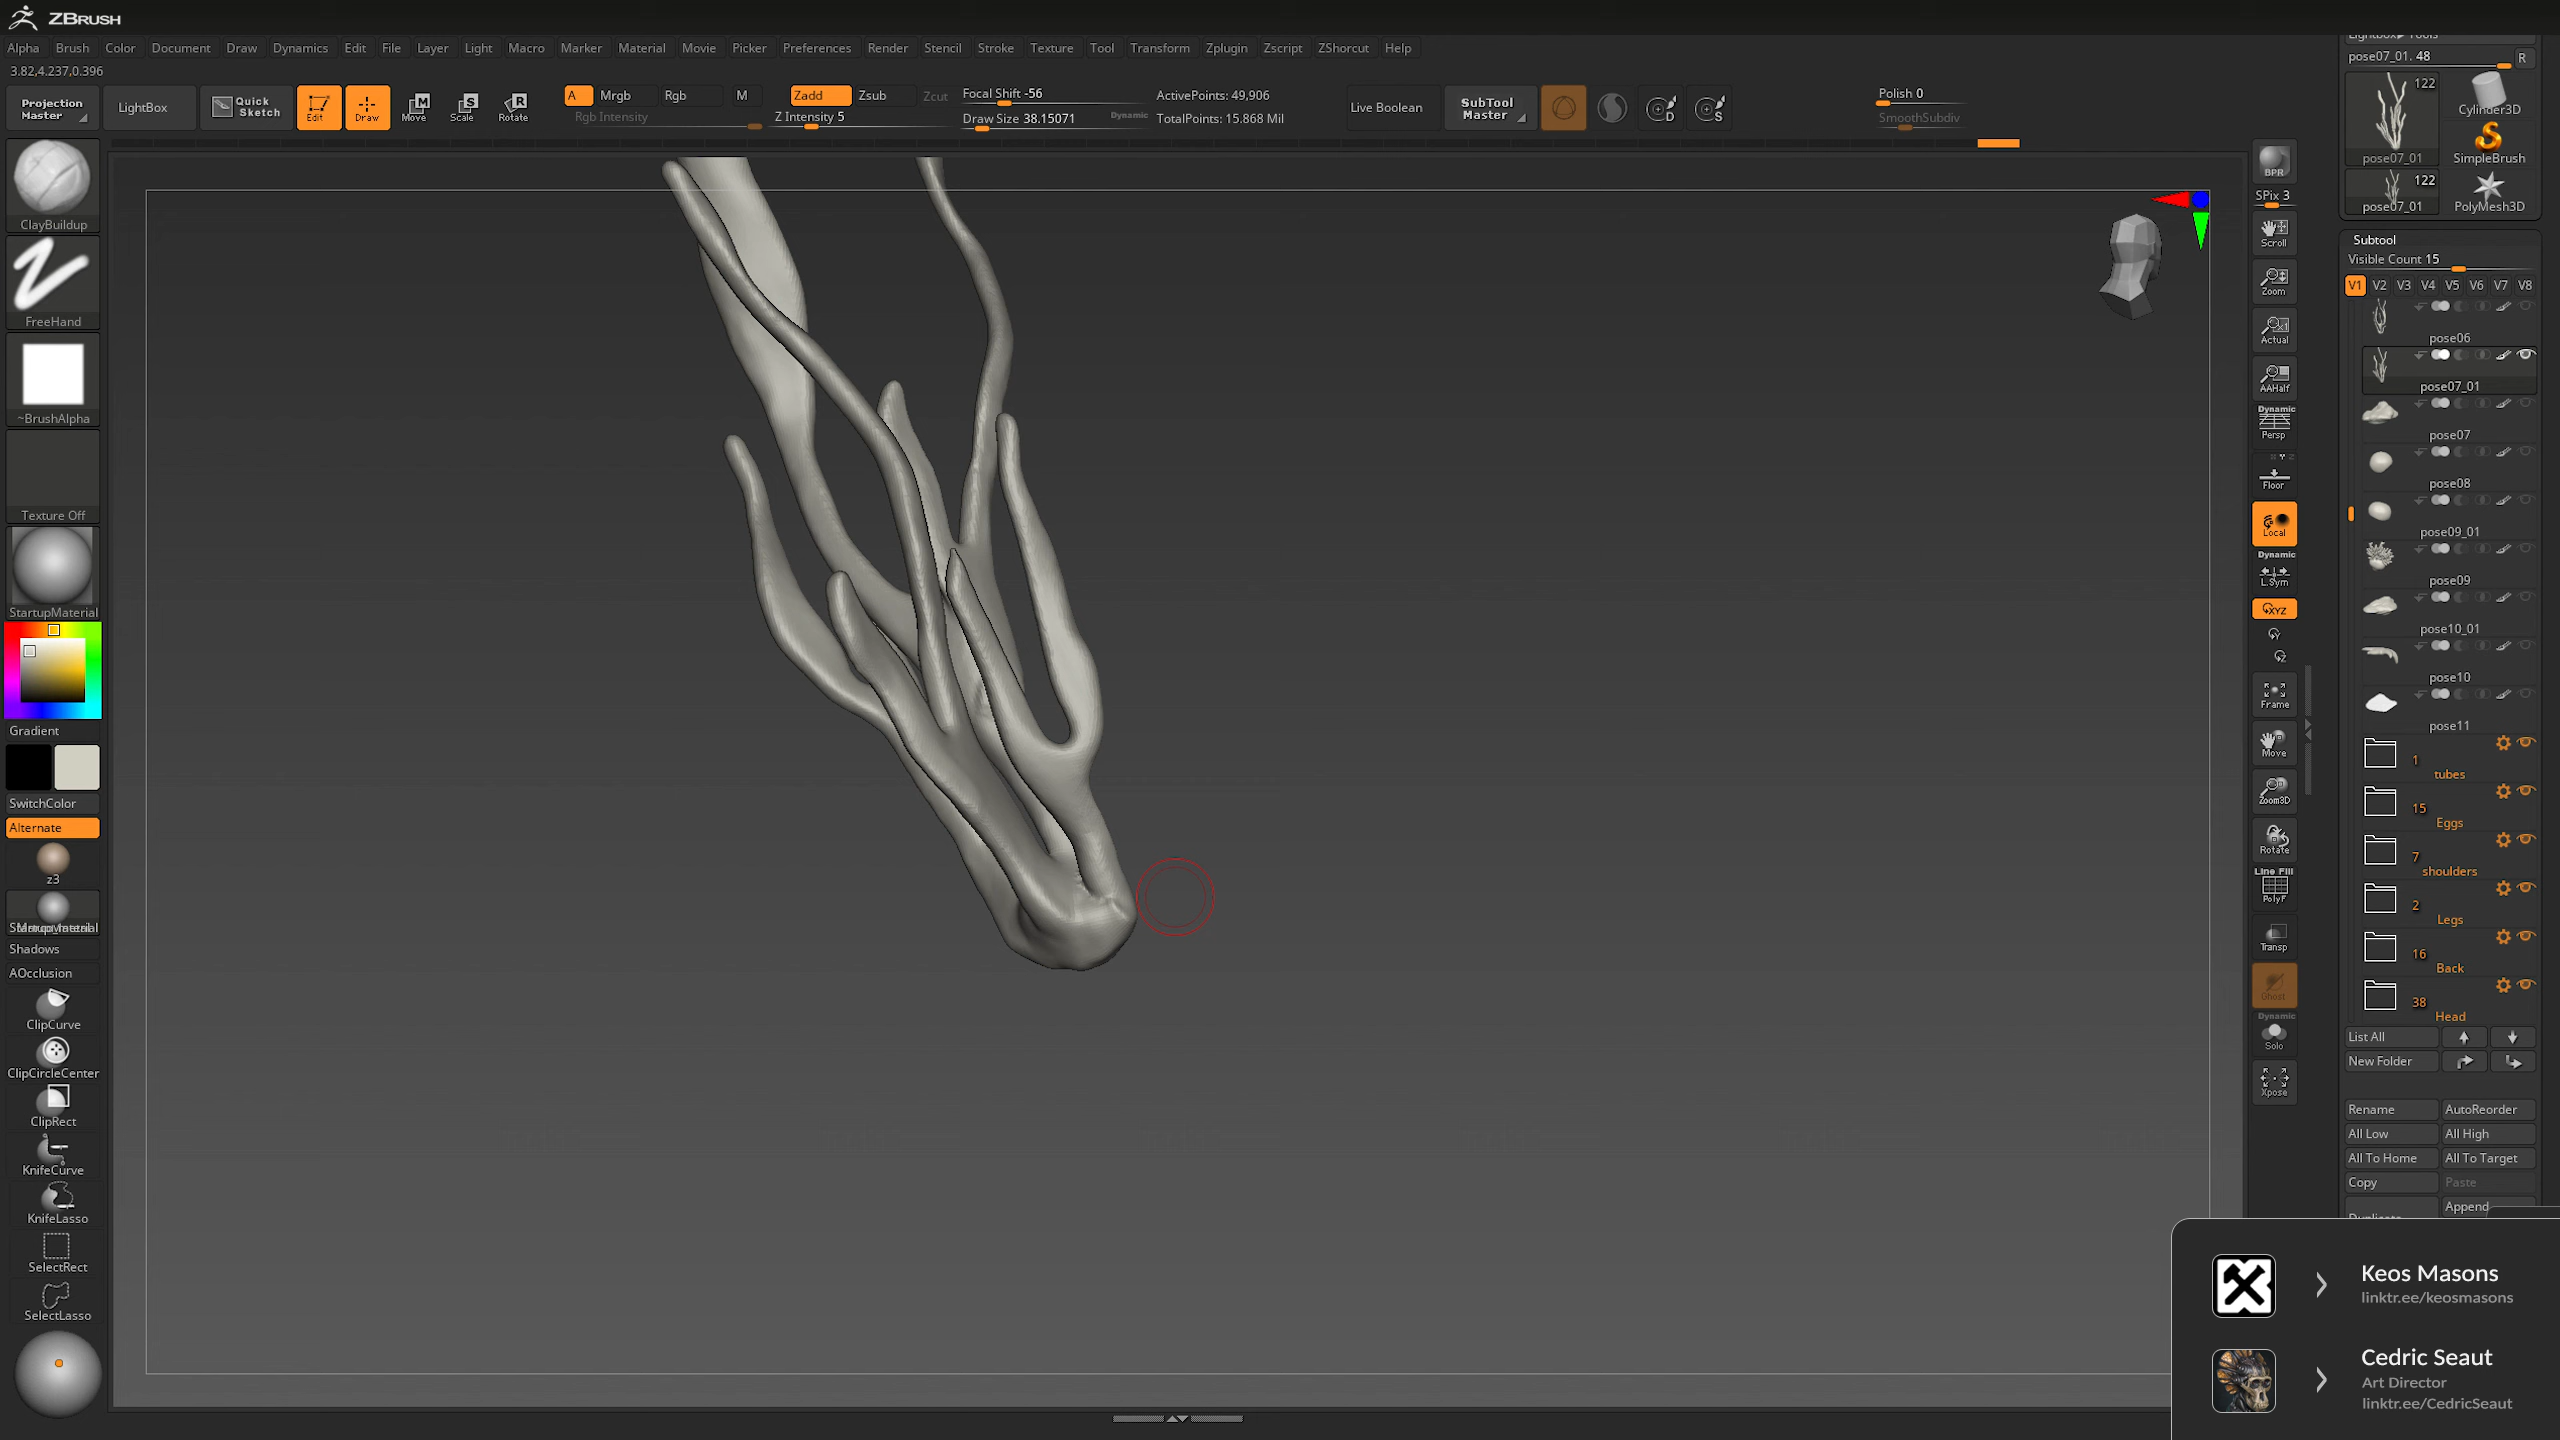 ZBRUSH
Alpha Brush Color Document Draw Dynamics Edit File Layer Light Macro Marker Material Movie Picker Preferences Render Stencil Stroke Texture Tool Transform Zplugin Zscript ZShorcut Help
3.82,4.237,0.396
Projection Master
LightBox
Quick Sketch
Edit
Draw
Move
Scale
Rotate
A Mrgb Rgb M
Rgb Intensity
Zadd Zsub Zcut
Z Intensity 5
Focal Shift -56
Draw Size 38.15071
Dynamic
ActivePoints: 49,906
TotalPoints: 15.868 Mil
Live Boolean
SubTool Master
D
S
Polish 0
SmoothSubdiv
ClayBuildup
FreeHand
~BrushAlpha
Texture Off
StartupMaterial
Gradient
SwitchColor
Alternate
z3
Shadows
AOcclusion
ClipCurve
ClipCircleCenter
ClipRect
KnifeCurve
KnifeLasso
SelectRect
SelectLasso
BPR
SPix 3
Scroll
Zoom
Actual
AAHalf
Dynamic
Persp
Floor
Local
Dynamic
L.Sym
XYZ
Y
Z
Frame
Move
Zoom3D
Rotate
Line Fill
PolyF
Transp
Ghost
Dynamic
Solo
Xpose
Lightbox▶ Tools
pose07_01. 48 R
122
pose07_01
Cylinder3D
SimpleBrush
122
pose07_01
PolyMesh3D
Subtool
Visible Count 15
V1 V2 V3 V4 V5 V6 V7 V8
pose06
pose07_01
pose07
pose08
pose09_01
pose09
pose10_01
pose10
pose11
1
tubes
15
Eggs
7
shoulders
2
Legs
16
Back
38
Head
List All
New Folder
Rename AutoReorder
All Low All High
All To Home All To Target
Copy Paste
Duplicate Append
Keos Masons
linktr.ee/keosmasons
Cedric Seaut
Art Director
linktr.ee/CedricSeaut